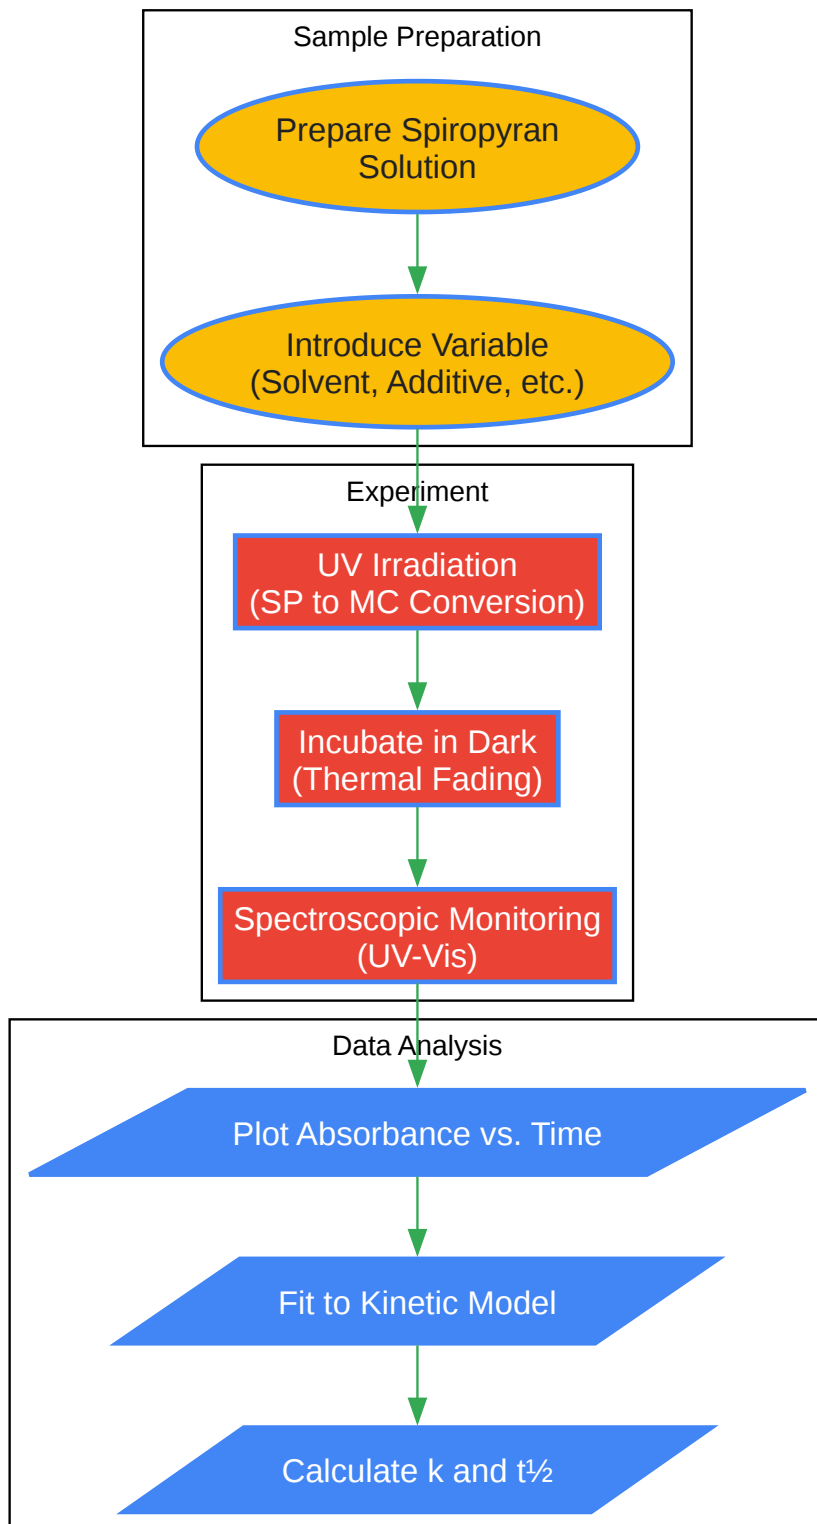 Sample Preparation
Prepare Spiropyran
Solution
Introduce Variable
(Solvent, Additive, etc.)
Experiment
UV Irradiation
(SP to MC Conversion)
Incubate in Dark
(Thermal Fading)
Spectroscopic Monitoring
(UV-Vis)
Data Analysis
Plot Absorbance vs. Time
Fit to Kinetic Model
Calculate k and t½